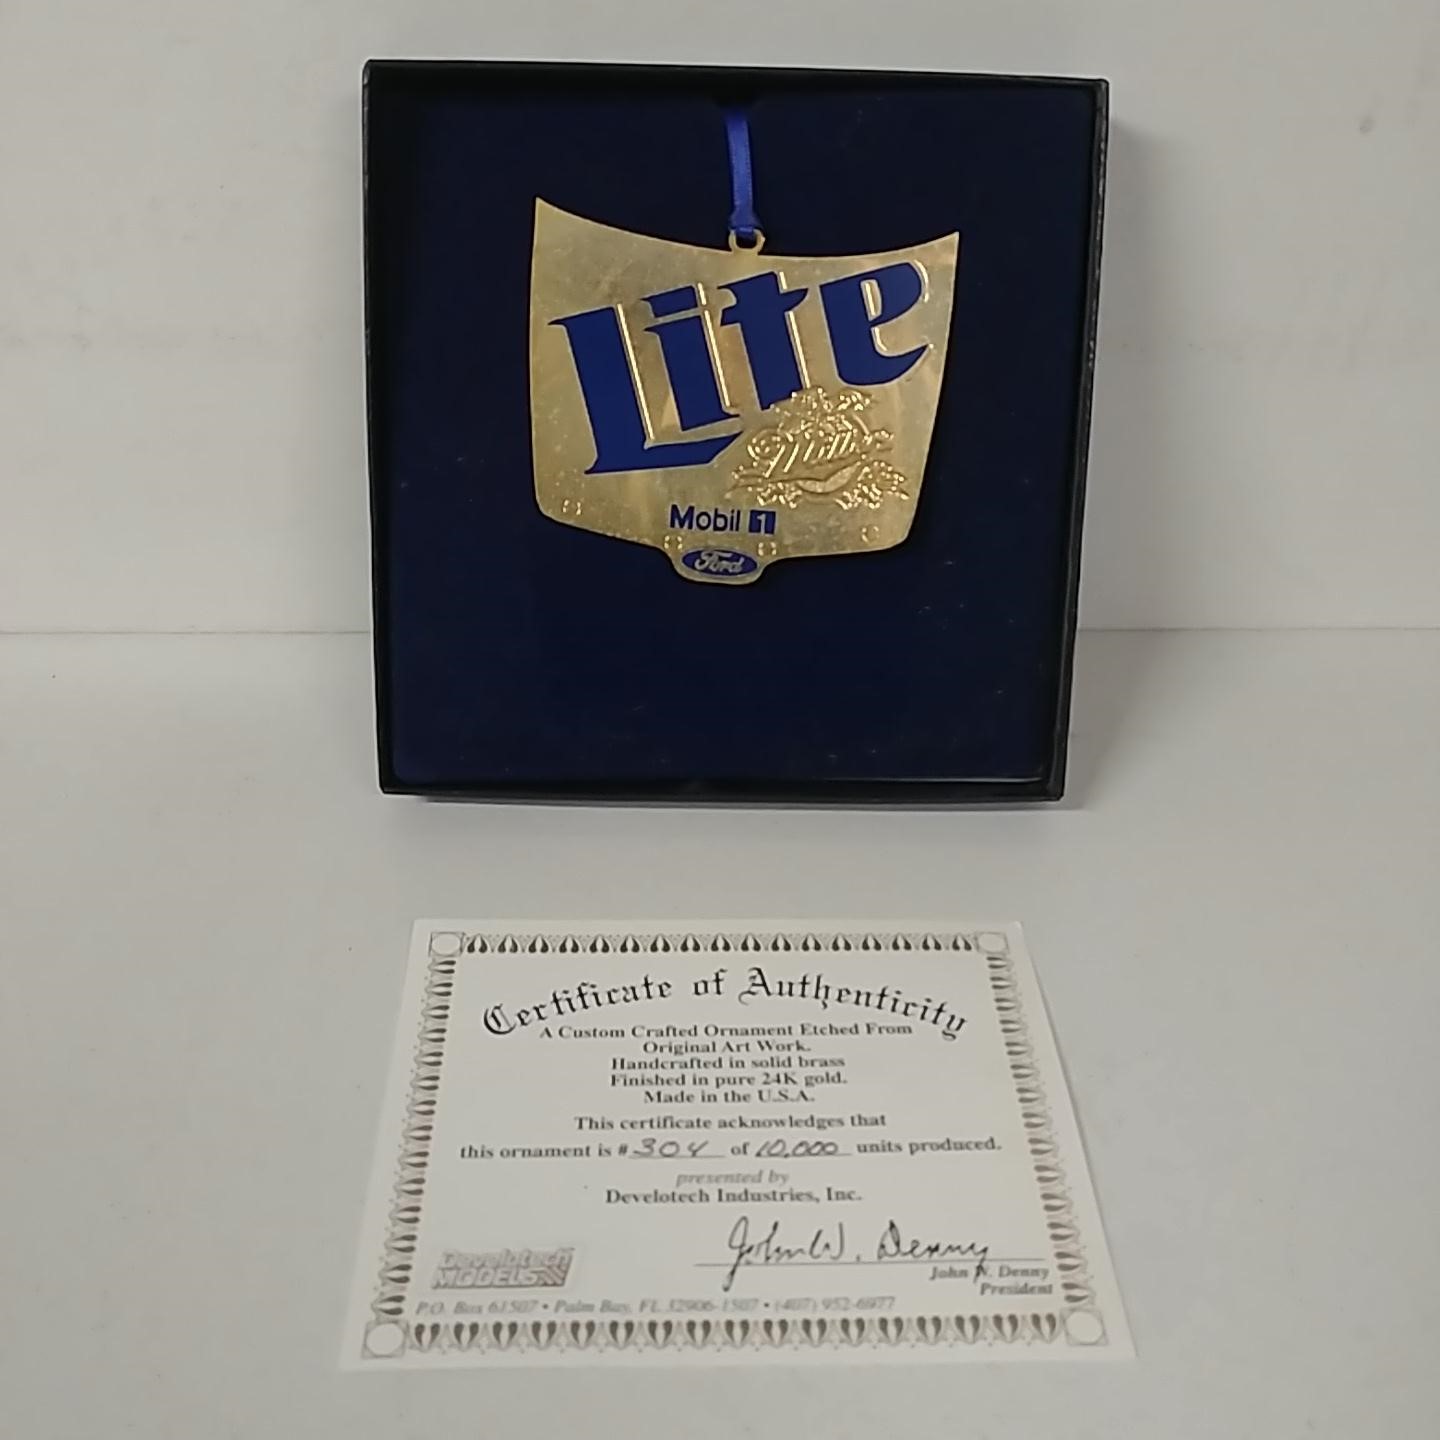 Lite
Miller
Mobil 1
Ford
Certificate of Authenticity
A Custom Crafted Ornament Etched From
Original Art Work.
Handcrafted in solid brass
Finished in pure 24K gold.
Made in the U.S.A.
This certificate acknowledges that
this ornament is # 304 of 10,000 units produced.
presented by
Develotech Industries, Inc.
John W. Denny
Develotech
MODELS
John W. Denny
President
P.O. Box 61507 • Palm Bay, FL 32906-1507 • (407) 952-6977